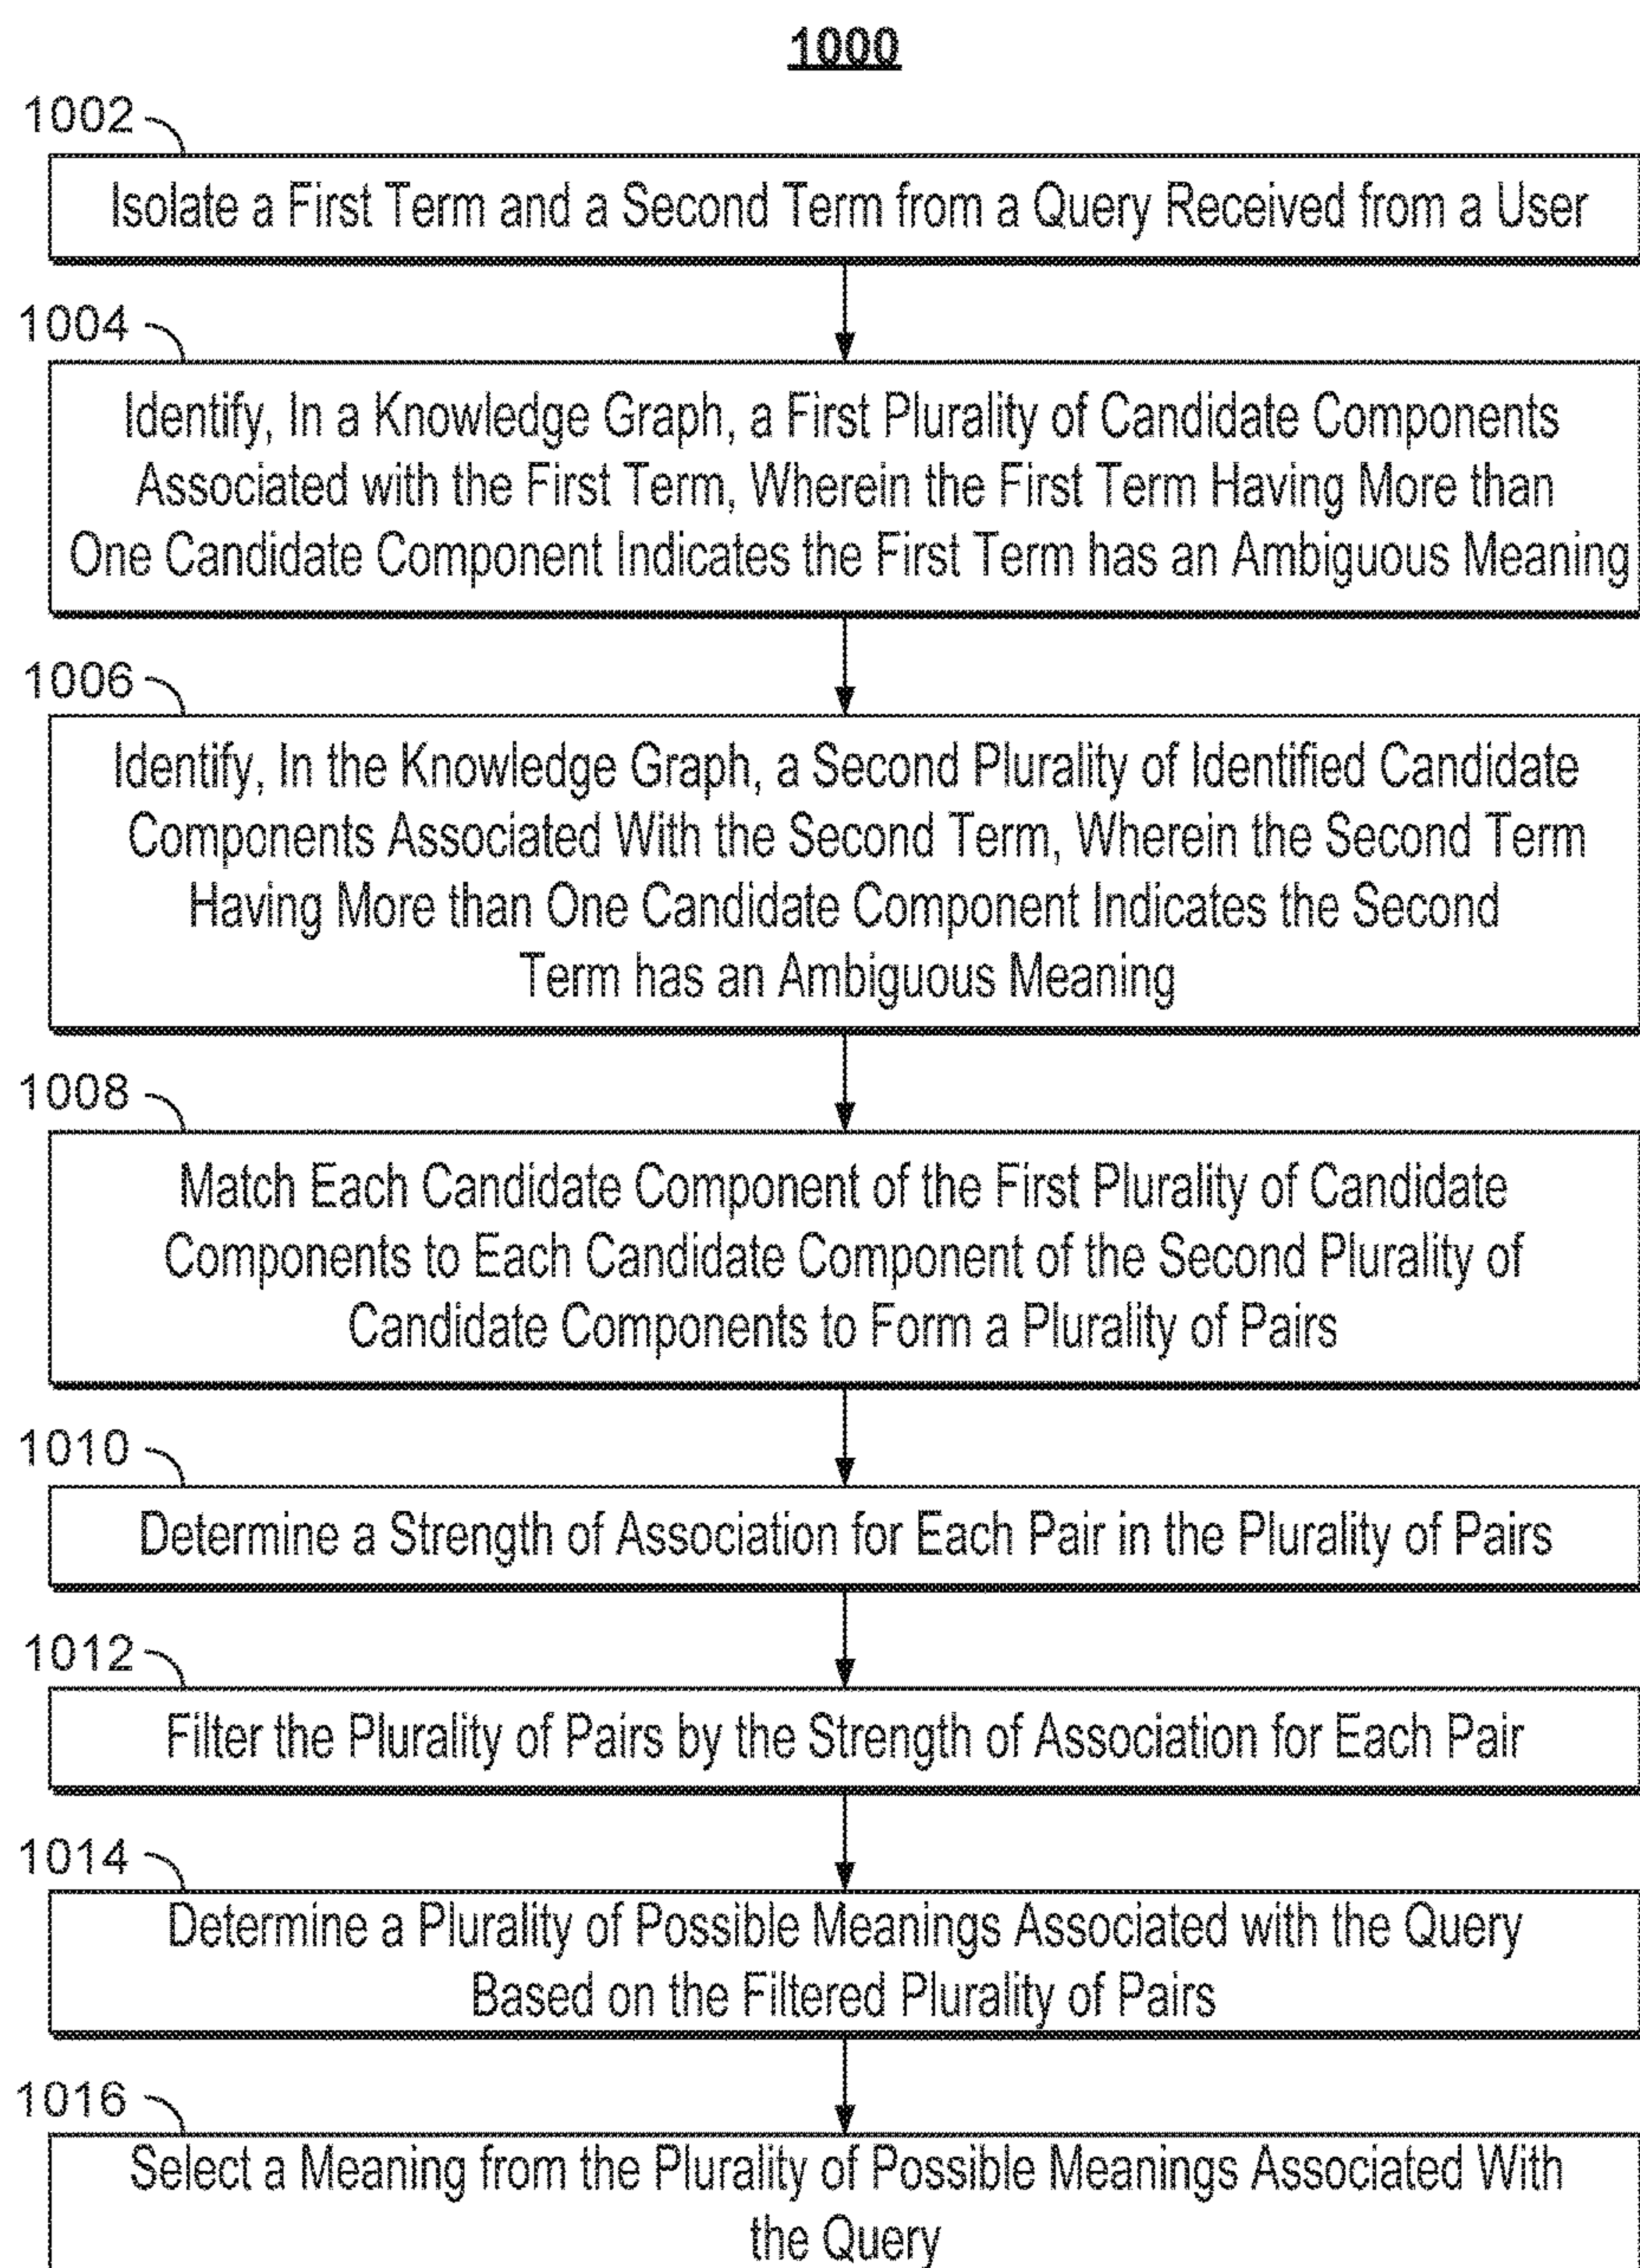 1000
1002
Isolate a First Term and a Second Term from a Query Received from a User
1004
Identify, In a Knowledge Graph, a First Plurality of Candidate Components
Associated with the First Term, Wherein the First Term Having More than
One Candidate Component Indicates the First Term has an Ambiguous Meaning
1006
Identify, In the Knowledge Graph, a Second Plurality of Identified Candidate
Components Associated With the Second Term, Wherein the Second Term
Having More than One Candidate Component Indicates the Second
Term has an Ambiguous Meaning
1008
Match Each Candidate Component of the First Plurality of Candidate
Components to Each Candidate Component of the Second Plurality of
Candidate Components to Form a Plurality of Pairs
1010
Determine a Strength of Association for Each Pair in the Plurality of Pairs
1012
Filter the Plurality of Pairs by the Strength of Association for Each Pair
1014
Determine a Plurality of Possible Meanings Associated with the Query
Based on the Filtered Plurality of Pairs
1016
Select a Meaning from the Plurality of Possible Meanings Associated With
the Query